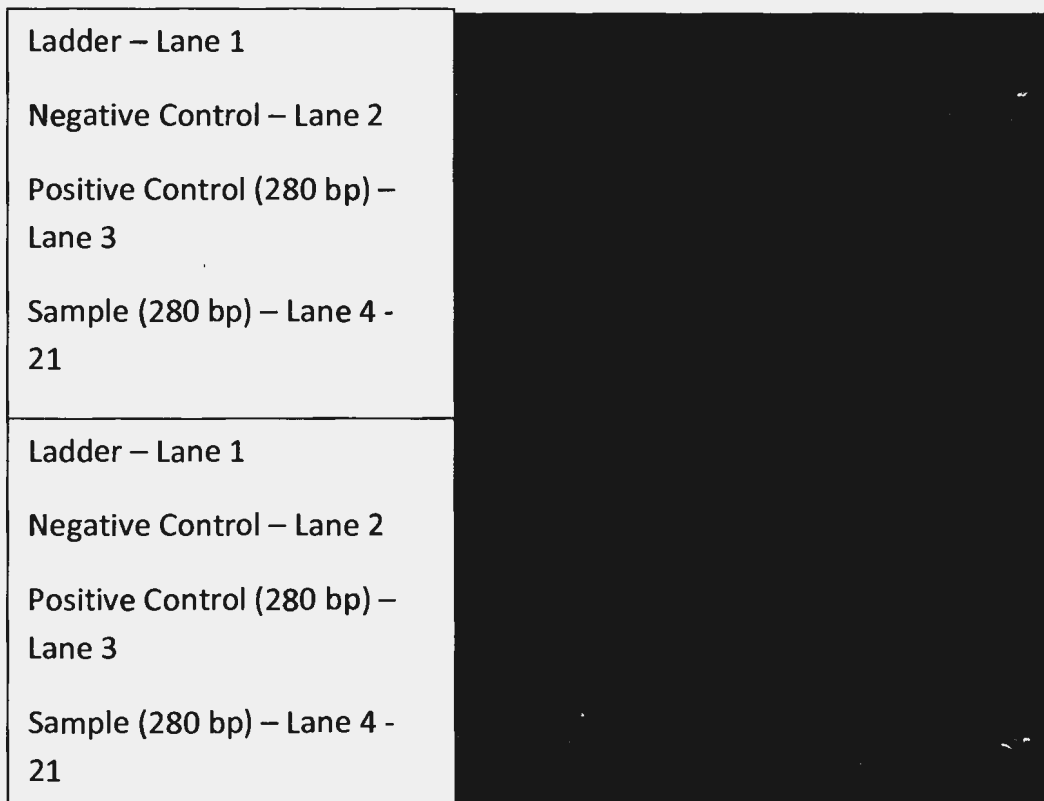 Ladder – Lane 1
Negative Control – Lane 2
Positive Control (280 bp) –
Lane 3
Sample (280 bp) – Lane 4 -
21
Ladder – Lane 1
Negative Control – Lane 2
Positive Control (280 bp) –
Lane 3
Sample (280 bp) – Lane 4 -
21